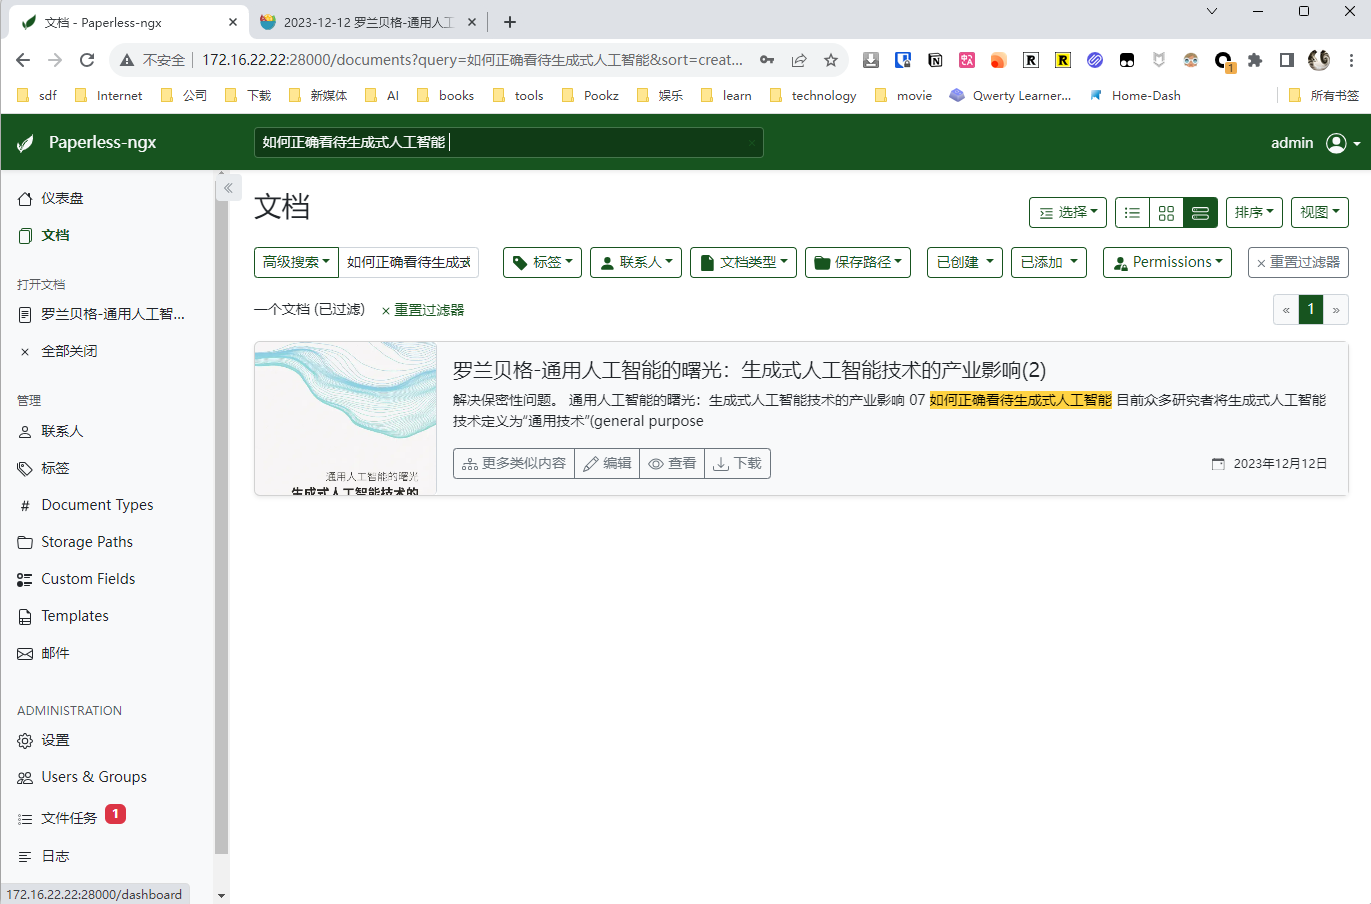 文档 - Paperless-ngx
2023-12-12 罗兰贝格-通用人工
不安全 172.16.22.22:28000/documents?query=如何正确看待生成式人工智能&sort=creat...
1
sdf Internet 公司 下载 新媒体 AI books tools Pookz 娱乐 learn technology movie Qwerty Learner... Home-Dash 所有书签
Paperless-ngx 如何正确看待生成式人工智能 admin
仪表盘
文档
打开文档
罗兰贝格-通用人工智...
全部关闭
管理
联系人
标签
# Document Types
Storage Paths
Custom Fields
Templates
邮件
ADMINISTRATION
设置
Users & Groups
文件任务 1
日志
172.16.22.22:28000/dashboard
文档
选择 排序 视图
高级搜索 如何正确看待生成式 标签 联系人 文档类型 保存路径 已创建 已添加 Permissions × 重置过滤器
一个文档 (已过滤) × 重置过滤器 « 1 »
通用人工智能的曙光
生成式人工智能技术的
罗兰贝格-通用人工智能的曙光：生成式人工智能技术的产业影响(2)
解决保密性问题。 通用人工智能的曙光：生成式人工智能技术的产业影响 07 如何正确看待生成式人工智能 目前众多研究者将生成式人工智能
技术定义为“通用技术”(general purpose
更多类似内容 编辑 查看 下载 2023年12月12日